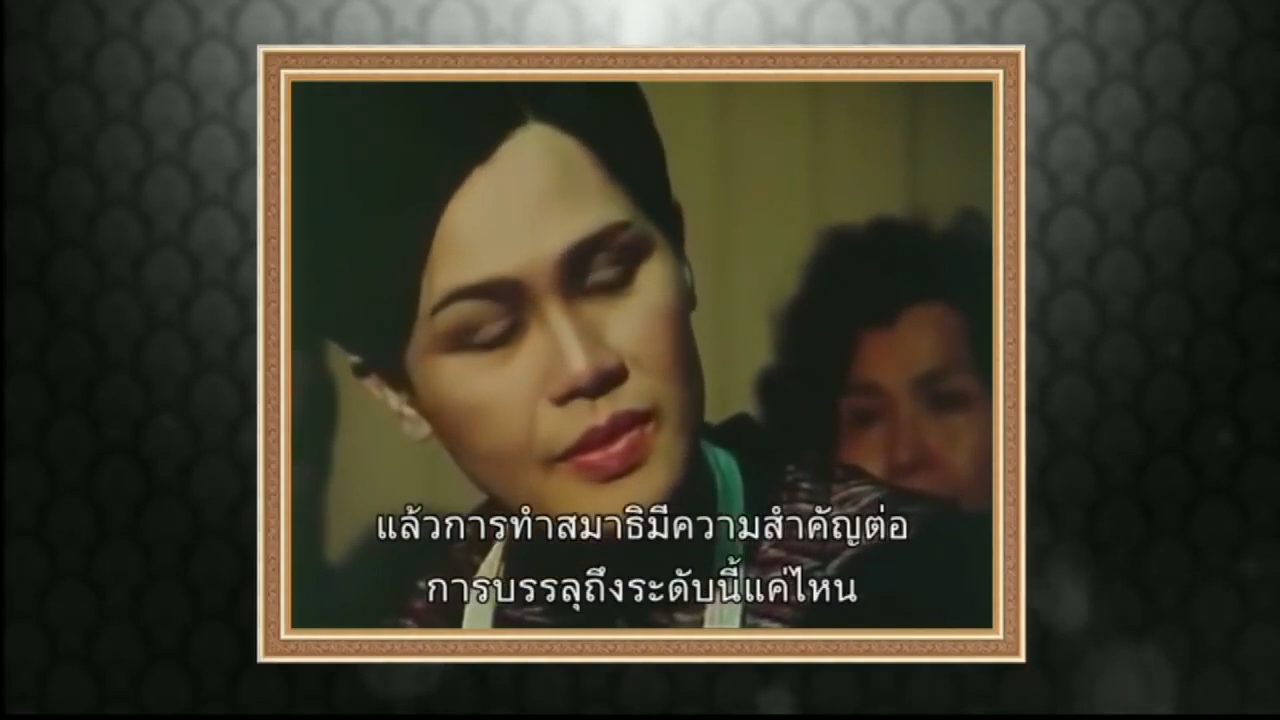 แล้วการทำสมาธิมีความสำคัญต่อ
การบรรลุถึงระดับนี้แค่ไหน